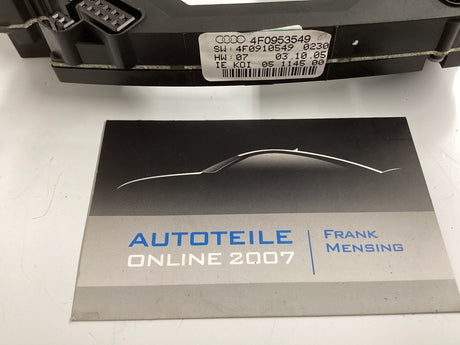 4F0953549
SW:4F0910549 0230
HW:07 03.10.05
IE KOI 05 1145 00
AUTOTEILE
ONLINE 2007
FRANK
MENSING